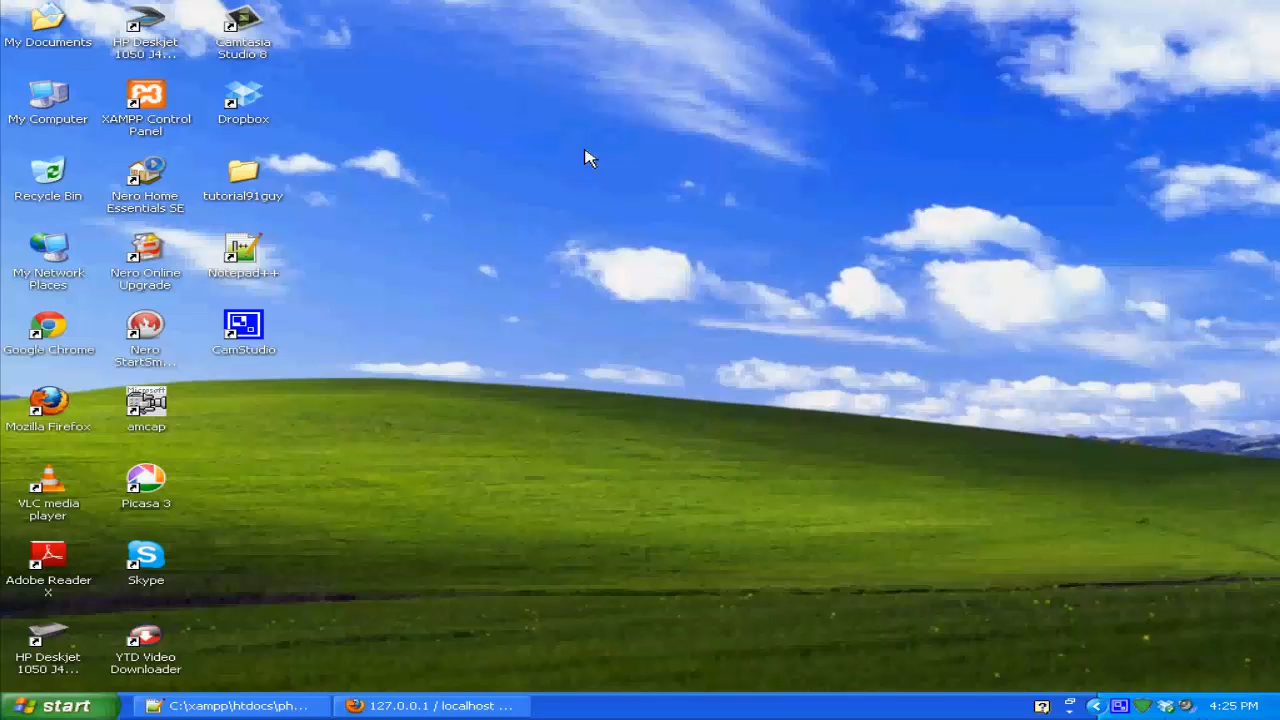 My Documents
HP Deskjet
1050 J4...
Camtasia
Studio 8
My Computer
XAMPP Control
Panel
Dropbox
Recycle Bin
Nero Home
Essentials SE
tutorial91guy
My Network
Places
Nero Online
Upgrade
Notepad++
Google Chrome
Nero
StartSm...
CamStudio
Mozilla Firefox
Microsoft
amcap
VLC media
player
Picasa 3
Adobe Reader
X
Skype
HP Deskjet
1050 J4...
YTD Video
Downloader
start
C:\xampp\htdocs\ph...
127.0.0.1 / localhost ...
4:25 PM